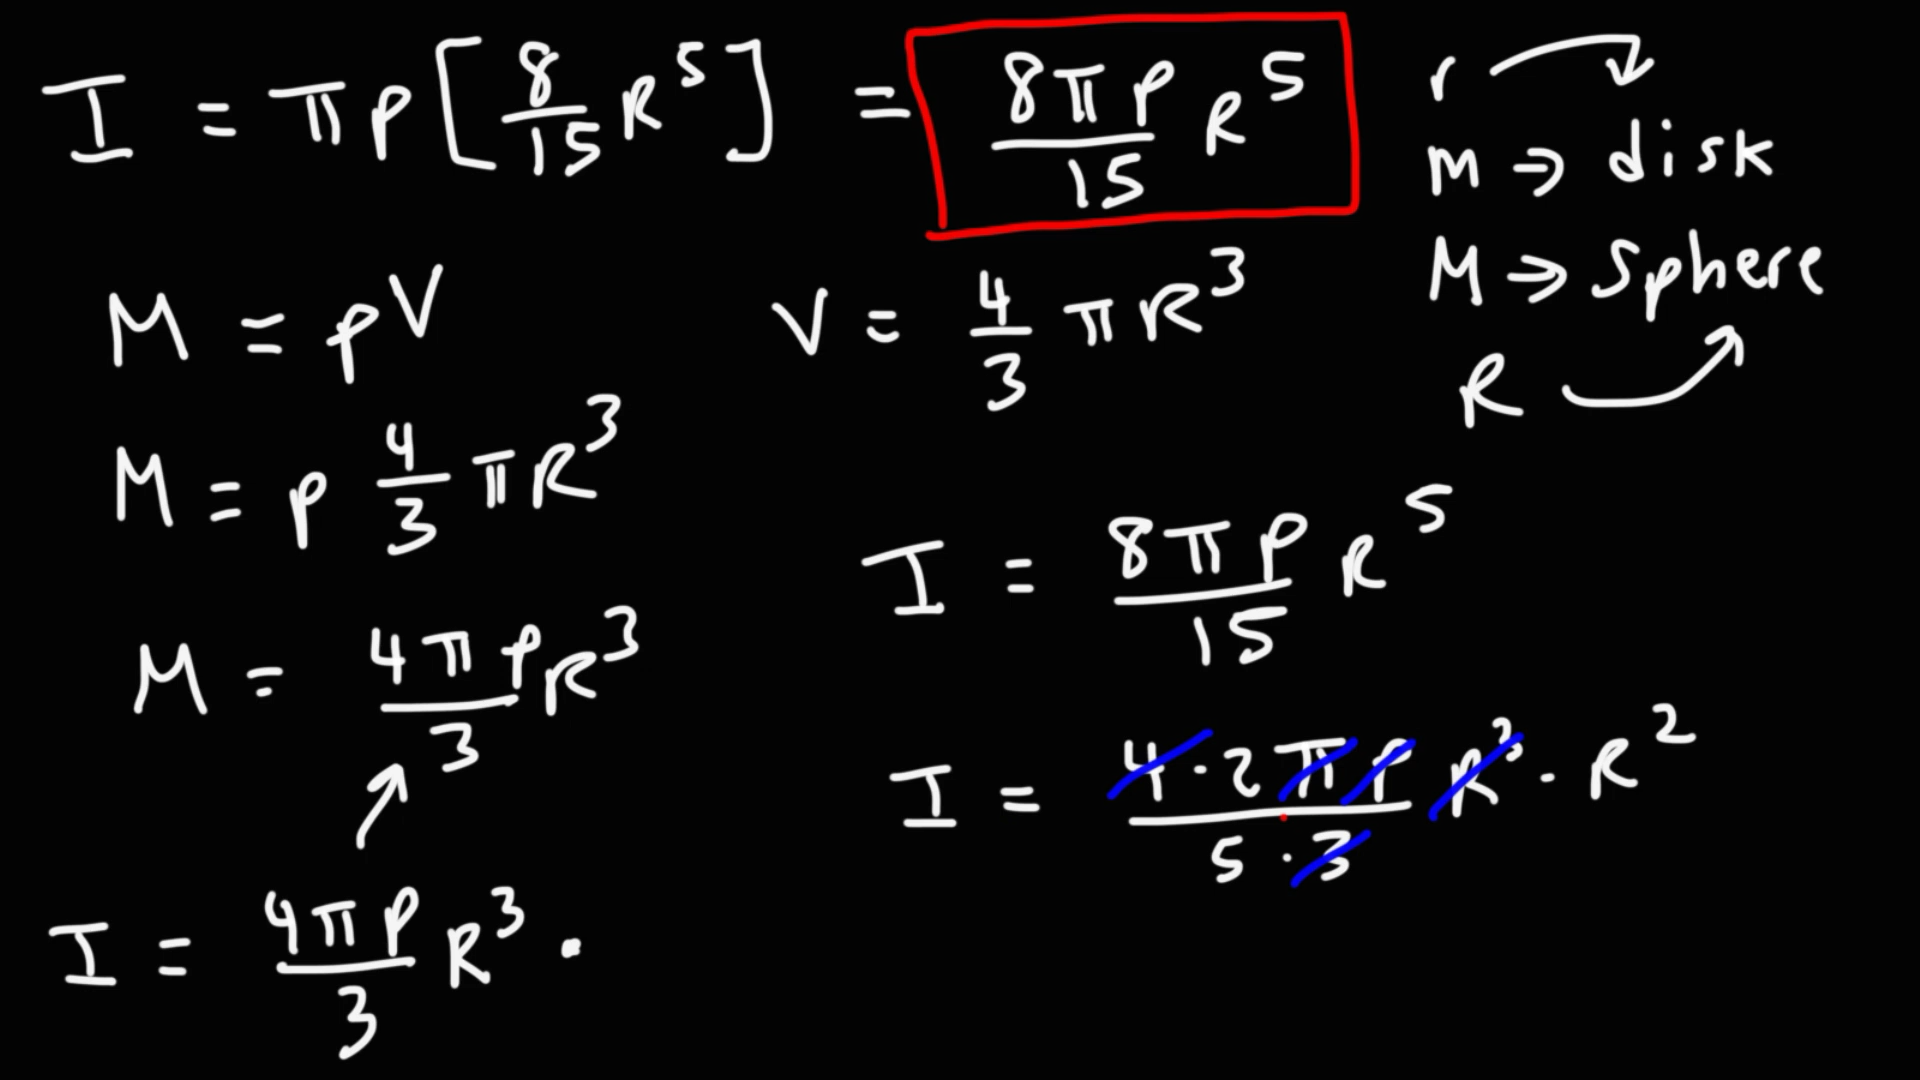 I = πρ[8/15 R⁵] = 8πρ/15 R⁵
r
m ⇒ disk
M ⇒ Sphere
R
M = ρV
V = 4/3 πR³
M = ρ 4/3 πR³
I = 8πρ/15 R⁵
M = 4πρ/3 R³
I = 4·2πρ/5·3 R³ · R²
I = 4πρ/3 R³ ·